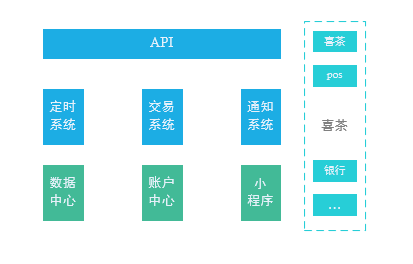 API
定时
系统
交易
系统
通知
系统
数据
中心
账户
中心
小
程序
喜茶
pos
喜茶
银行
...